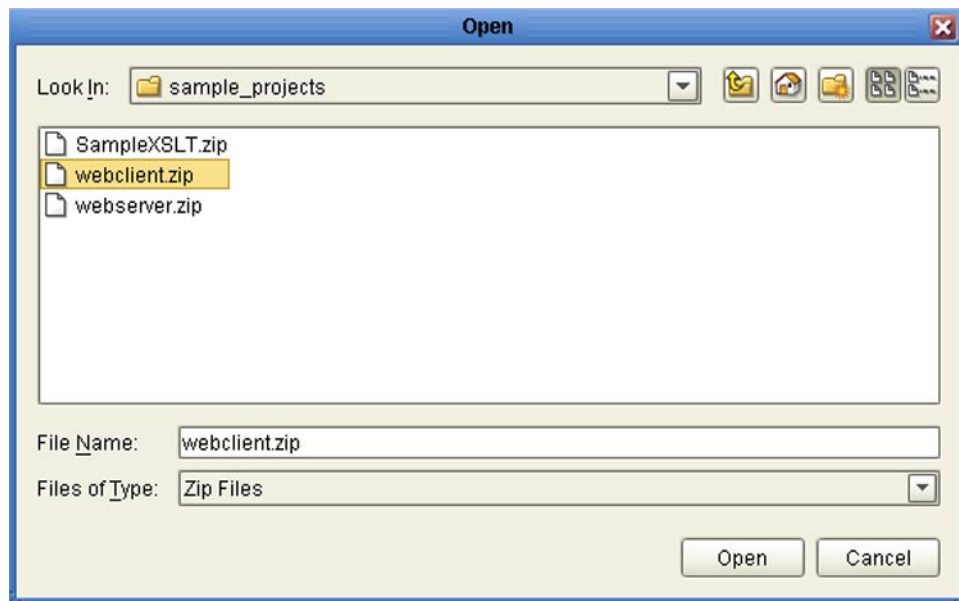 Open
Look In: sample_projects
SampleXSLT.zip
webclient.zip
webserver.zip
File Name: webclient.zip
Files of Type: Zip Files
Open Cancel